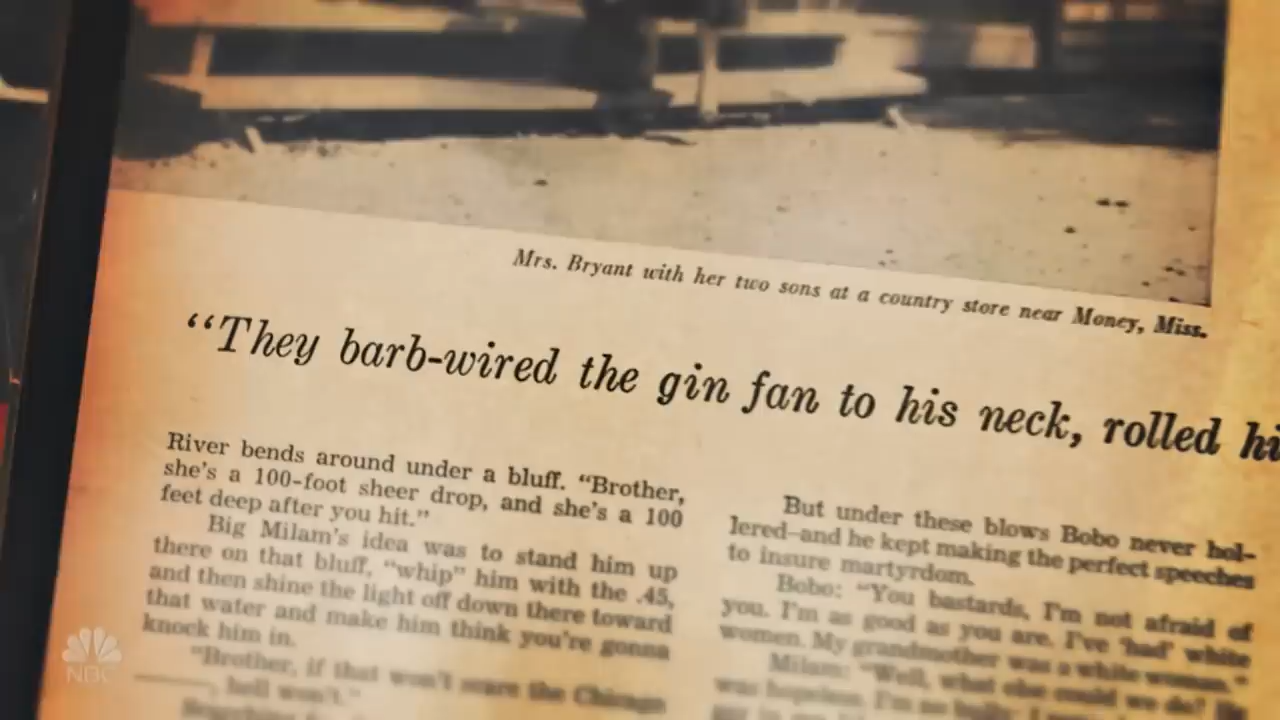 Mrs. Bryant with her two sons at a country store near Money, Miss.
“They barb-wired the gin fan to his neck, rolled hi
River bends around under a bluff. “Brother,
she's a 100-foot sheer drop, and she's a 100
feet deep after you hit.”
Big Milam's idea was to stand him up
there on that bluff, “whip” him with the .45,
and then shine the light off down there toward
that water and make him think you're gonna
knock him in.
“Brother, if that won't scare the Chicago
———, hell won't.”
But under these blows Bobo never hol-
lered–and he kept making the perfect speeches
to insure martyrdom.
Bobo: “You bastards, I'm not afraid of
you. I'm as good as you are. I've ‘had’ white
women. My grandmother was a white woman.”
Milam: “Well, what else could we do? He
was hopeless. I'm no bully;
NBC